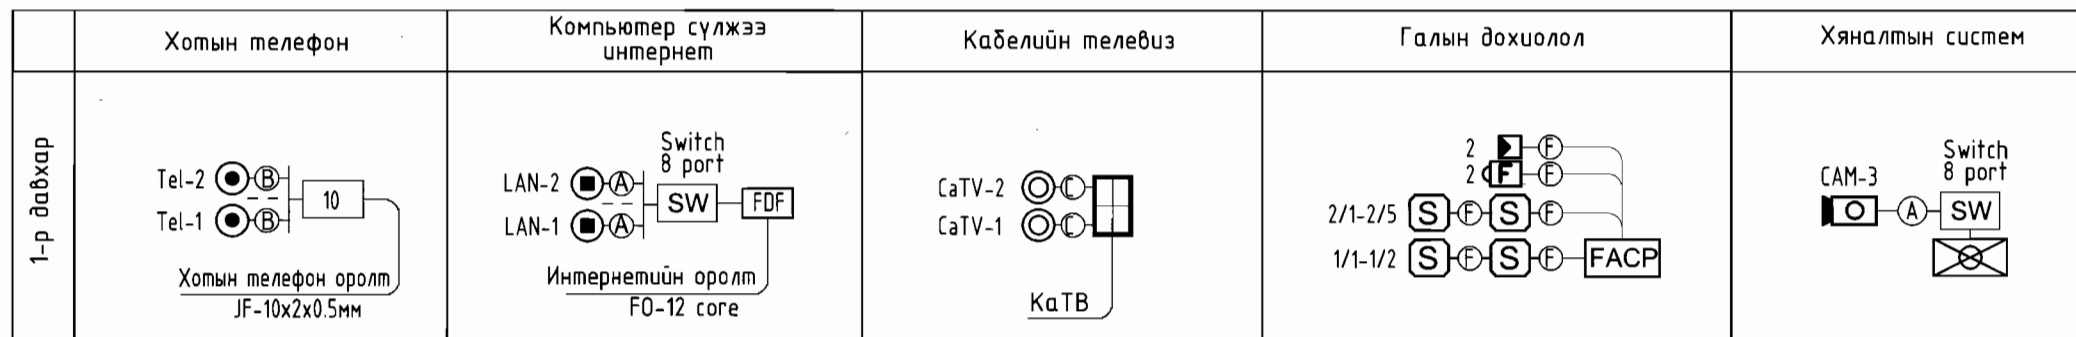 Хотын телефон
Компьютер сүлжээ
интернет
Кабелийн телевиз
Галын дохиолол
Хяналтын систем
1-р давхар
Tel-2 B
Tel-1 B
10
Хотын телефон оролт
JF-10x2x0.5мм
Switch
8 port
LAN-2 A
LAN-1 A
SW
FDF
Интернетийн оролт
FO-12 core
CaTV-2 C
CaTV-1 C
КаТВ
2 F
2 F F
2/1-2/5 S F S F
1/1-1/2 S F S F FACP
Switch
8 port
CAM-3
A SW